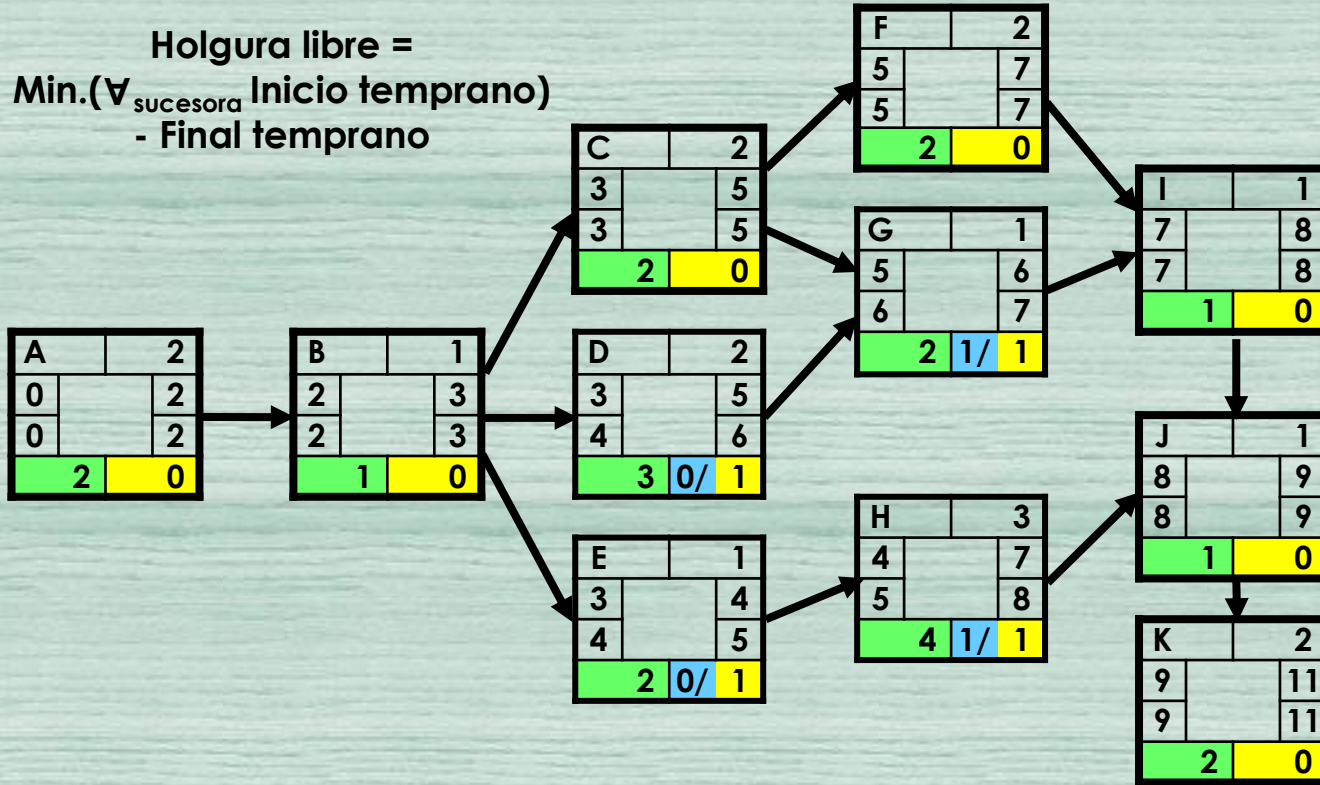 Holgura libre =
Min.(∀sucesora Inicio temprano)
- Final temprano
F 2
5 7
5 7
2 0
C 2
3 5
3 5
2 0
I 1
7 8
7 8
1 0
G 1
5 6
6 7
2 1/ 1
A 2
0 2
0 2
2 0
B 1
2 3
2 3
1 0
D 2
3 5
4 6
3 0/ 1
J 1
8 9
8 9
1 0
H 3
4 7
5 8
4 1/ 1
E 1
3 4
4 5
2 0/ 1
K 2
9 11
9 11
2 0